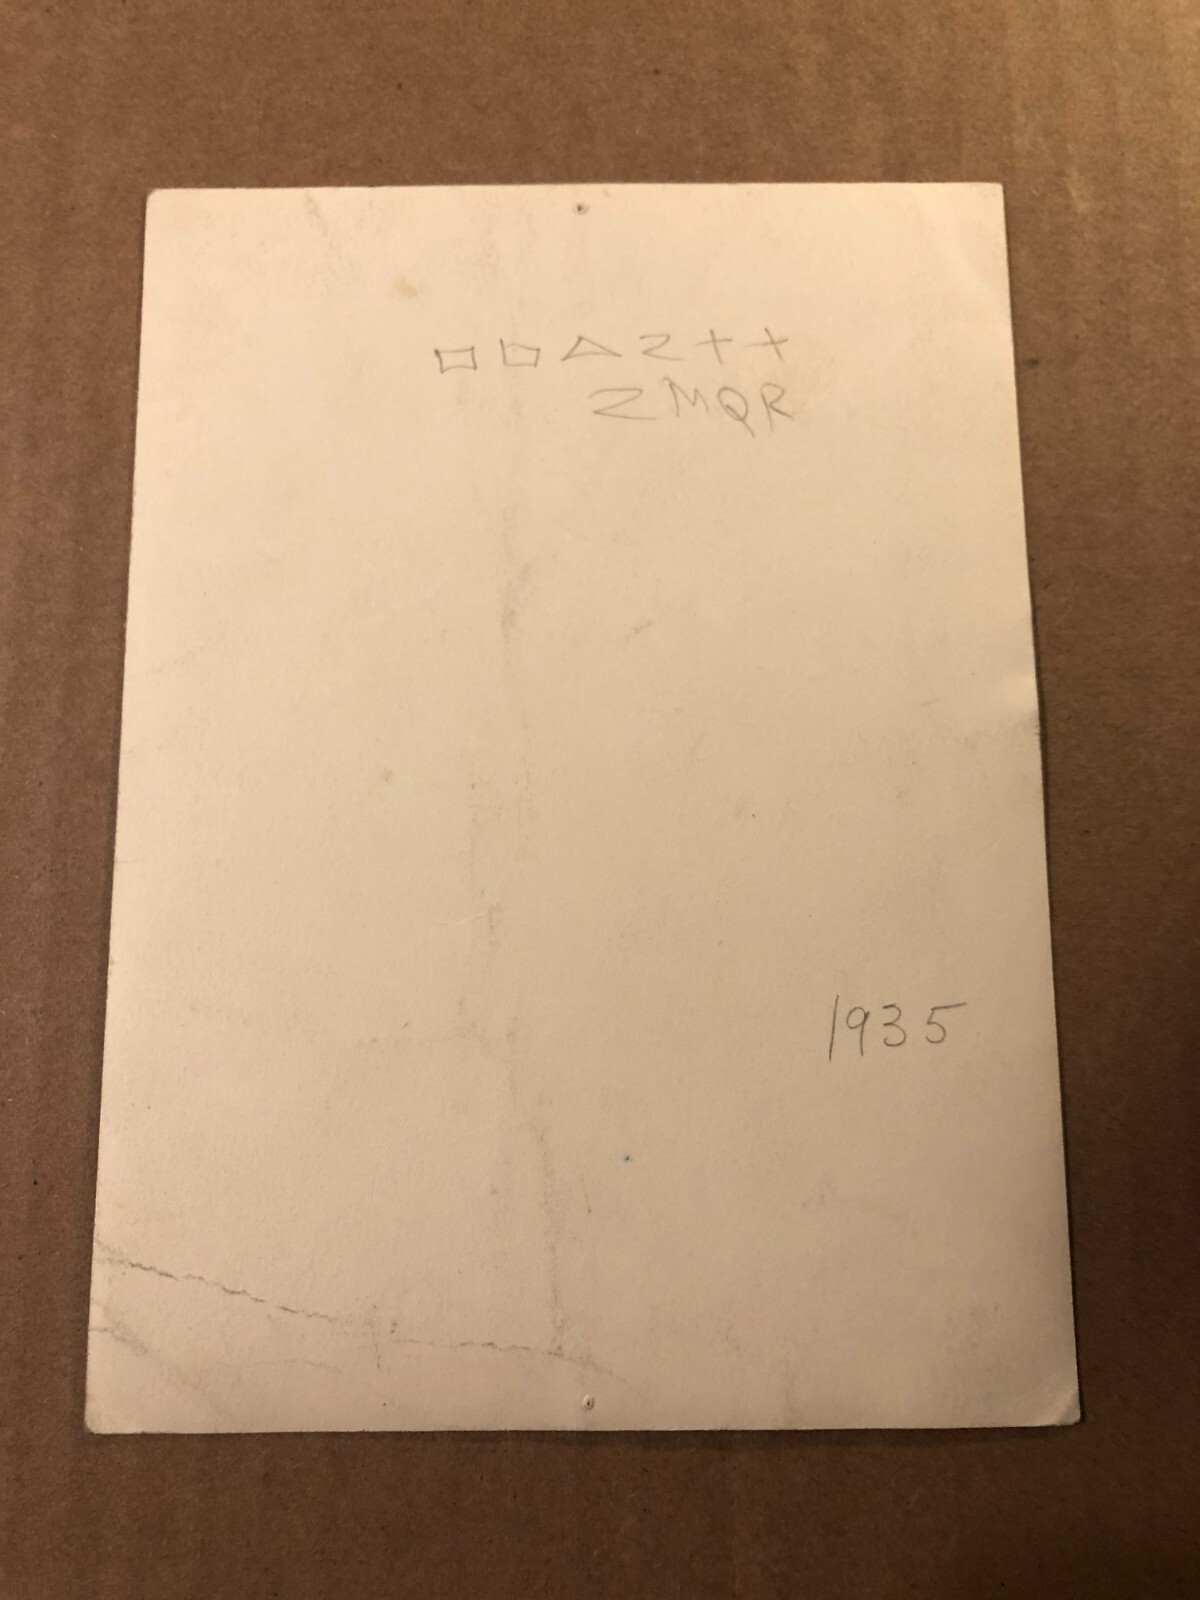 □ □ △ Z + +
ZMQR
1935